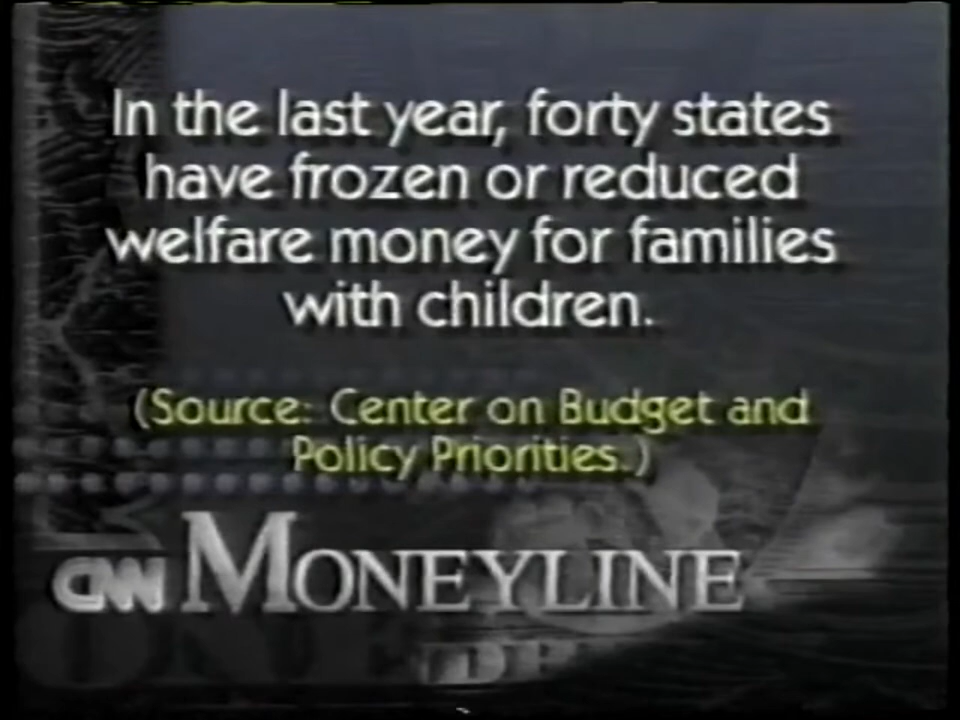 In the last year, forty states
have frozen or reduced
welfare money for families
with children.
(Source: Center on Budget and
Policy Priorities.)
CNN MONEYLINE